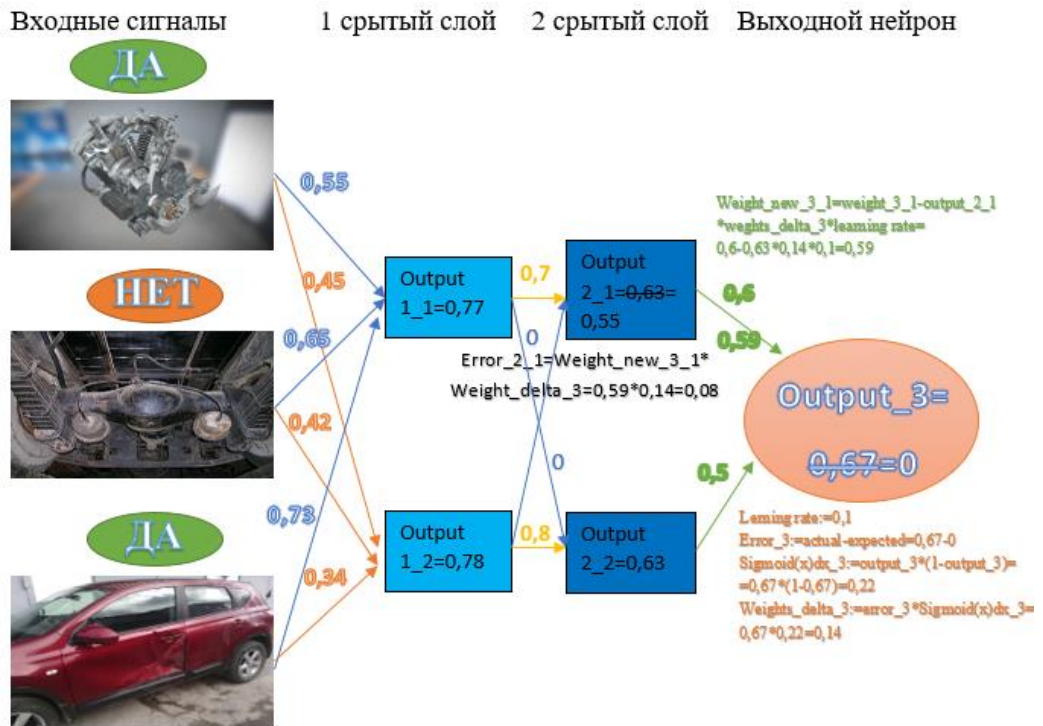 Входные сигналы
1 срытый слой
2 срытый слой
Выходной нейрон
ДА
НЕТ
ДА
0,55
0,45
0,65
0,42
0,73
0,34
Output
1_1=0,77
Output
1_2=0,78
0,7
0
0
0,8
Output
2_1=0,63=
0,55
Error_2_1=Weight_new_3_1*
Weight_delta_3=0,59*0,14=0,08
Output
2_2=0,63
Weight_new_3_1=weight_3_1-output_2_1
*weghts_delta_3*learning rate=
0,6-0,63*0,14*0,1=0,59
0,6
0,59
0,5
Output_3=
0,67=0
Lerning rate:=0,1
Error_3:=actual-expected=0,67-0
Sigmoid(x)dx_3:=output_3*(1-output_3)=
=0,67*(1-0,67)=0,22
Weights_delta_3:=error_3*Sigmoid(x)dx_3=
0,67*0,22=0,14